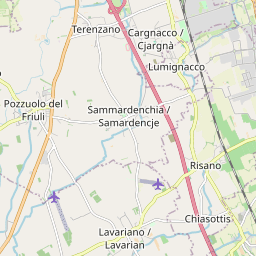 Terenzano
Cargnacco /
Cjargnà
Lumignacco
Pozzuolo del
Friuli
Sammardenchia /
Samardencje
Risano
Lavariano /
Lavarian
Chiasottis